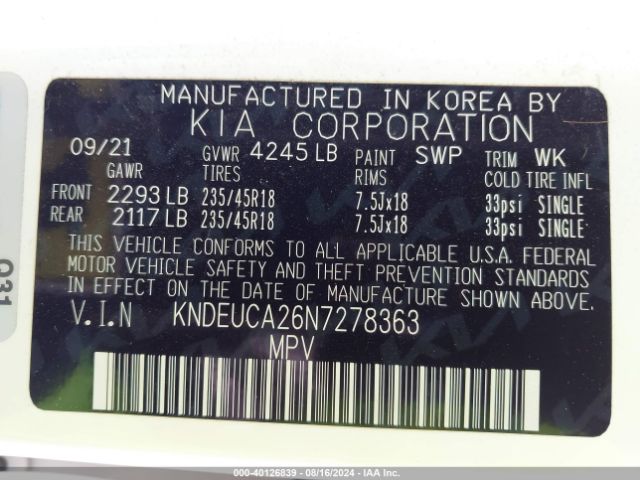 MANUFACTURED IN KOREA BY
KIA CORPORATION
09/21 GVWR 4245 LB PAINT SWP TRIM WK
GAWR TIRES RIMS COLD TIRE INFL
FRONT 2293 LB 235/45R18 7.5Jx18 33psi SINGLE
REAR 2117 LB 235/45R18 7.5Jx18 33psi SINGLE
THIS VEHICLE CONFORMS TO ALL APPLICABLE U.S.A. FEDERAL
MOTOR VEHICLE SAFETY AND THEFT PREVENTION STANDARDS
IN EFFECT ON THE DATE OF MANUFACTURE SHOWN ABOVE.
V.I.N KNDEUCA26N7278363
MPV
031
000-40126839 - 08/16/2024 - IAA Inc.